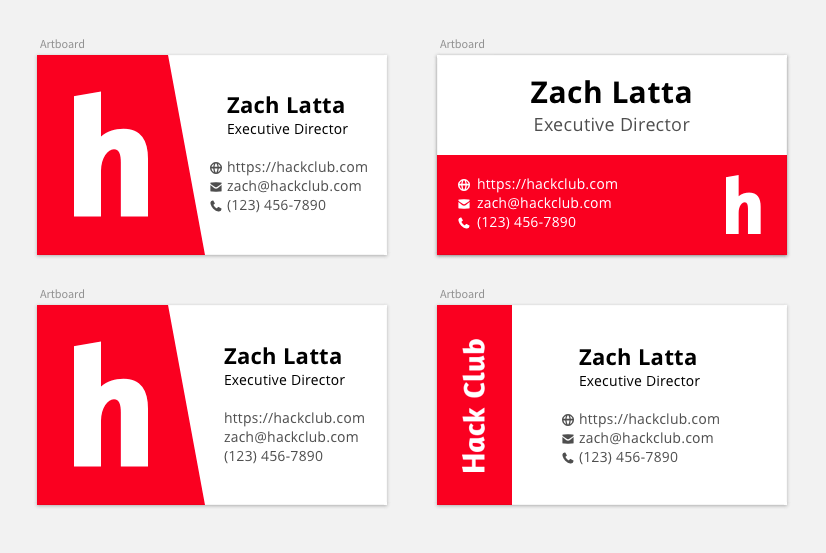 Artboard
h
Zach Latta
Executive Director
https://hackclub.com
zach@hackclub.com
(123) 456-7890
Artboard
Zach Latta
Executive Director
https://hackclub.com
zach@hackclub.com
(123) 456-7890
h
Artboard
h
Zach Latta
Executive Director
https://hackclub.com
zach@hackclub.com
(123) 456-7890
Artboard
Hack Club
Zach Latta
Executive Director
https://hackclub.com
zach@hackclub.com
(123) 456-7890